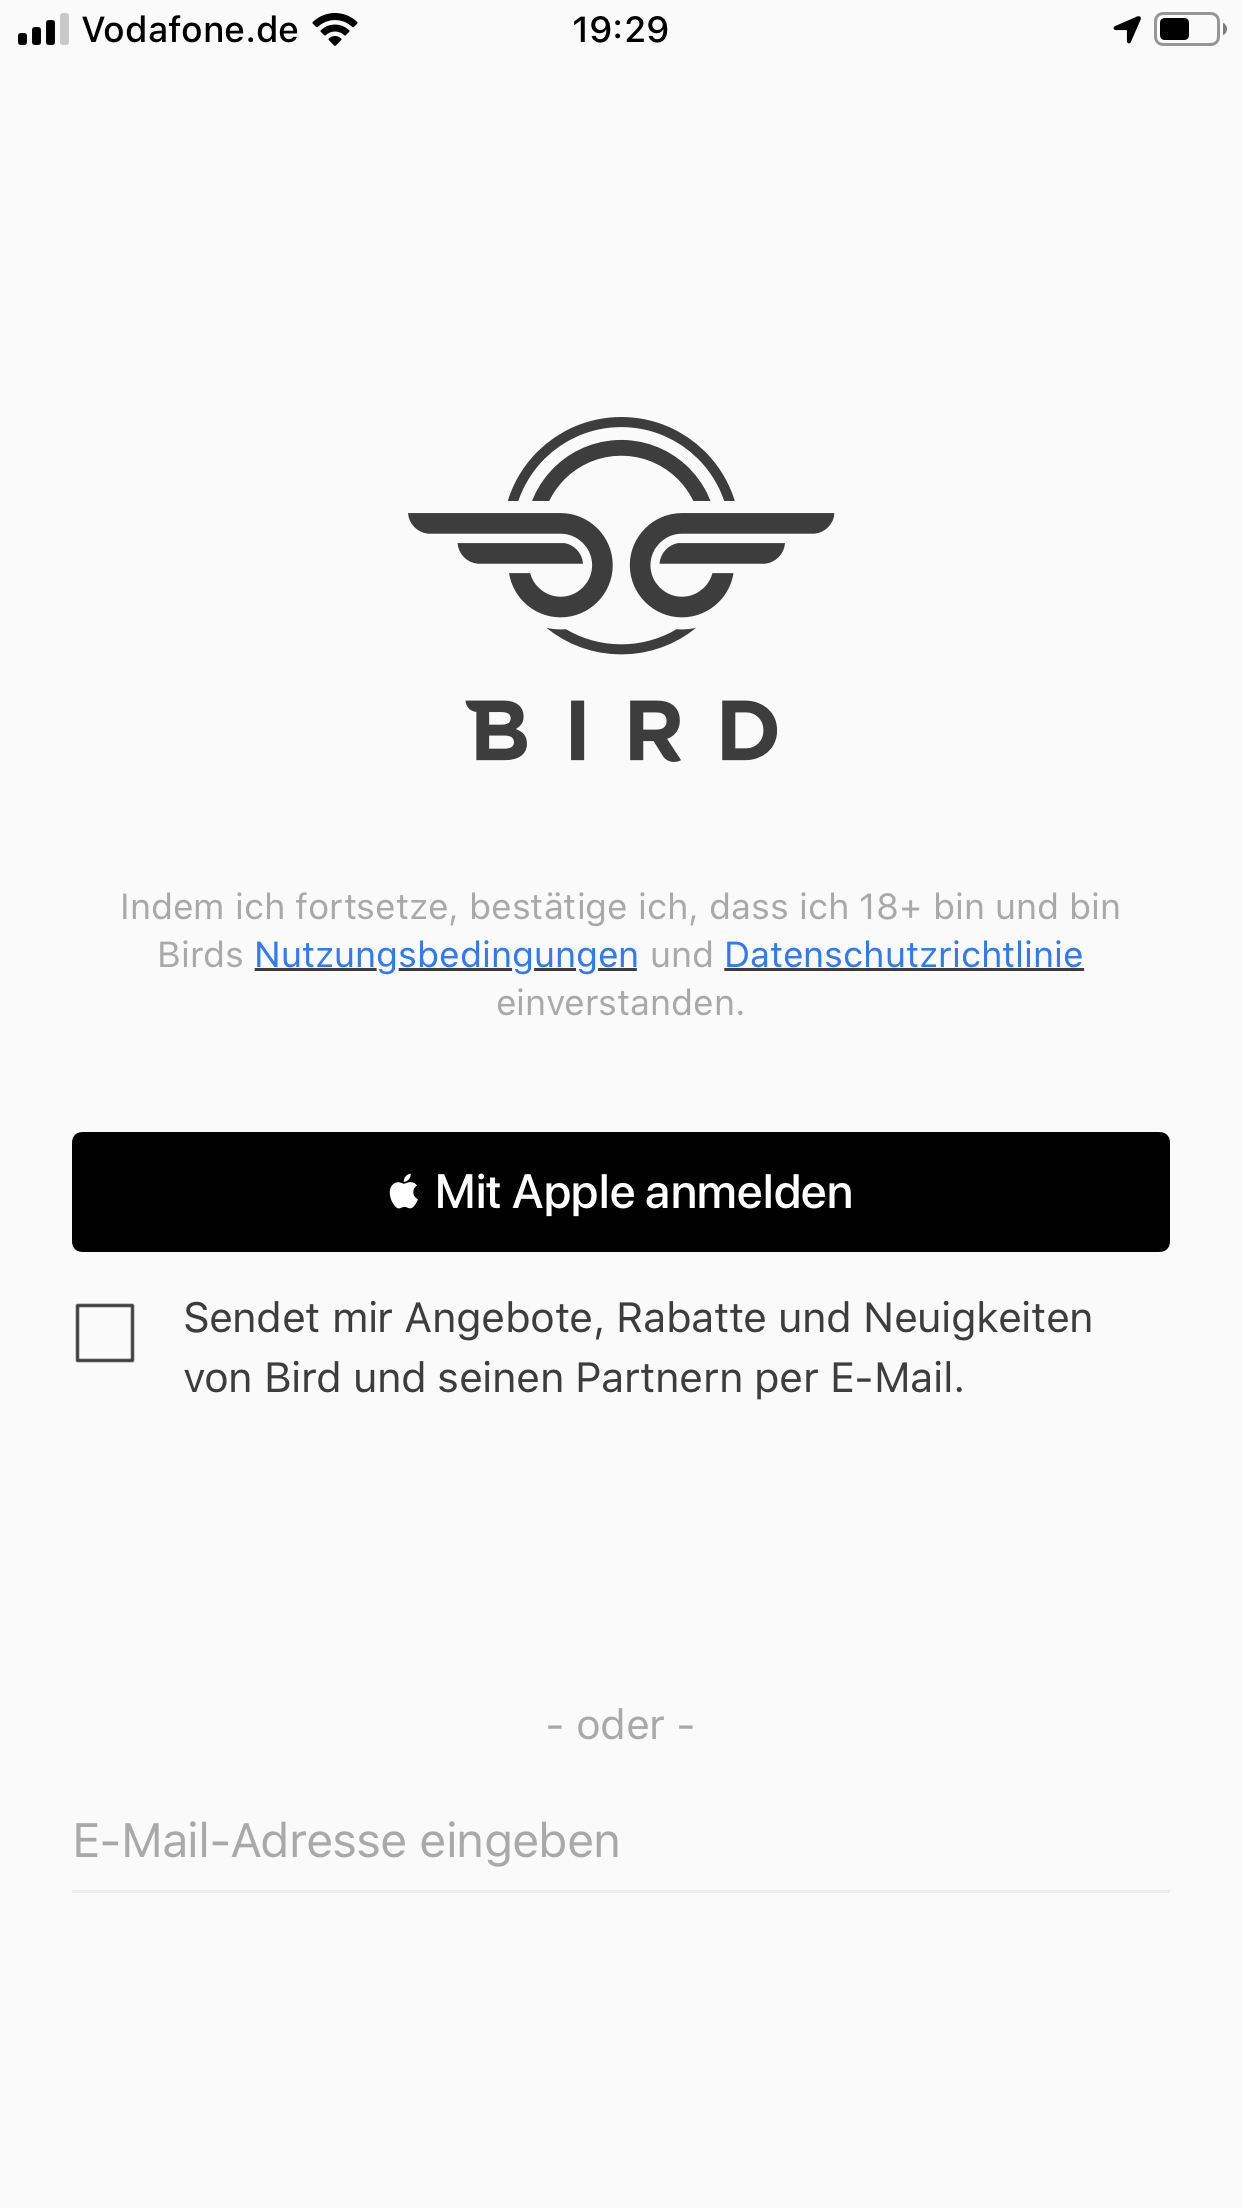 Vodafone.de 19:29
BIRD
Indem ich fortsetze, bestätige ich, dass ich 18+ bin und bin
Birds Nutzungsbedingungen und Datenschutzrichtlinie
einverstanden.
Mit Apple anmelden
Sendet mir Angebote, Rabatte und Neuigkeiten
von Bird und seinen Partnern per E-Mail.
- oder -
E-Mail-Adresse eingeben